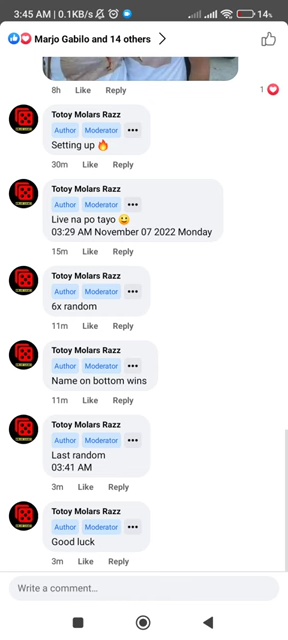 3:45 AM | 0.1KB/s
14%
Marjo Gabilo and 14 others
8h Like Reply
1
Totoy Molars Razz
Author Moderator
Setting up 🔥
30m Like Reply
Totoy Molars Razz
Author Moderator
Live na po tayo 😃
03:29 AM November 07 2022 Monday
15m Like Reply
Totoy Molars Razz
Author Moderator
6x random
11m Like Reply
Totoy Molars Razz
Author Moderator
Name on bottom wins
11m Like Reply
Totoy Molars Razz
Author Moderator
Last random
03:41 AM
3m Like Reply
Totoy Molars Razz
Author Moderator
Good luck
3m Like Reply
Write a comment...